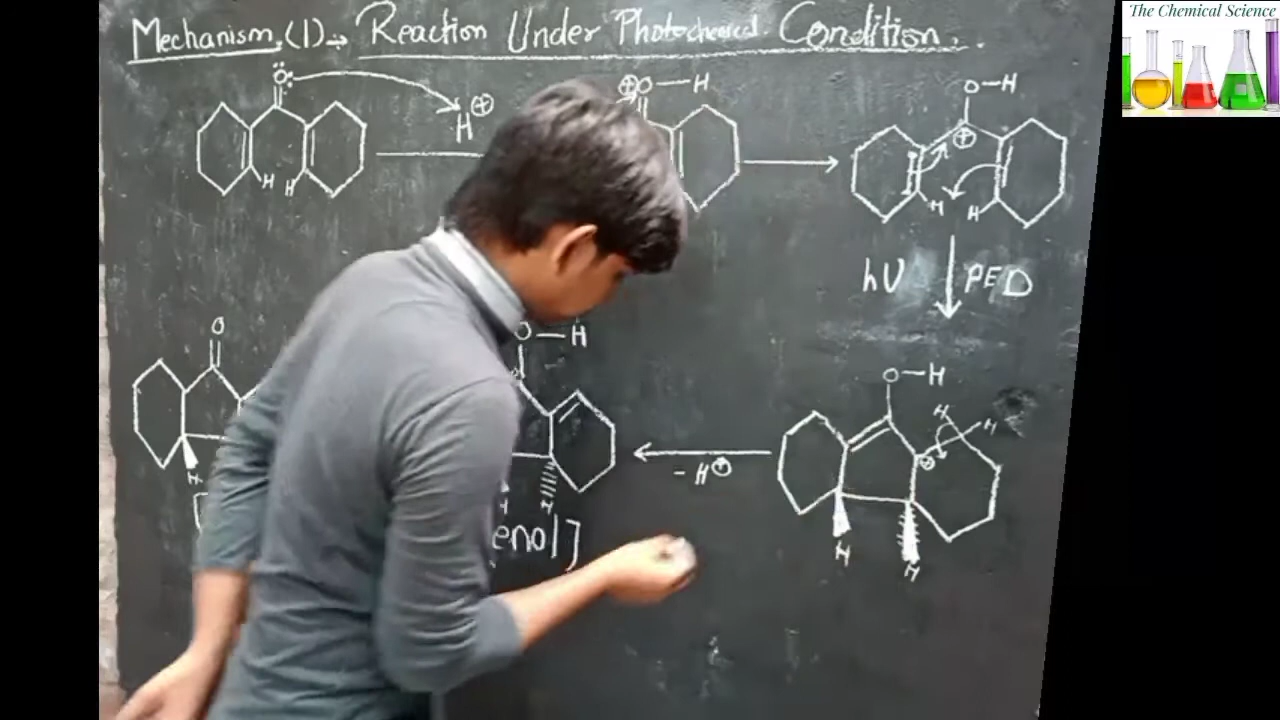 The Chemical Science
Mechanism (1) → Reaction Under Photochemical Condition.
O
H⊕
H H
⊕O—H
O—H
⊕
H H
hν PED
O
H
O—H
H H
enol]
-H⊕
O—H
H H
⊕
H H